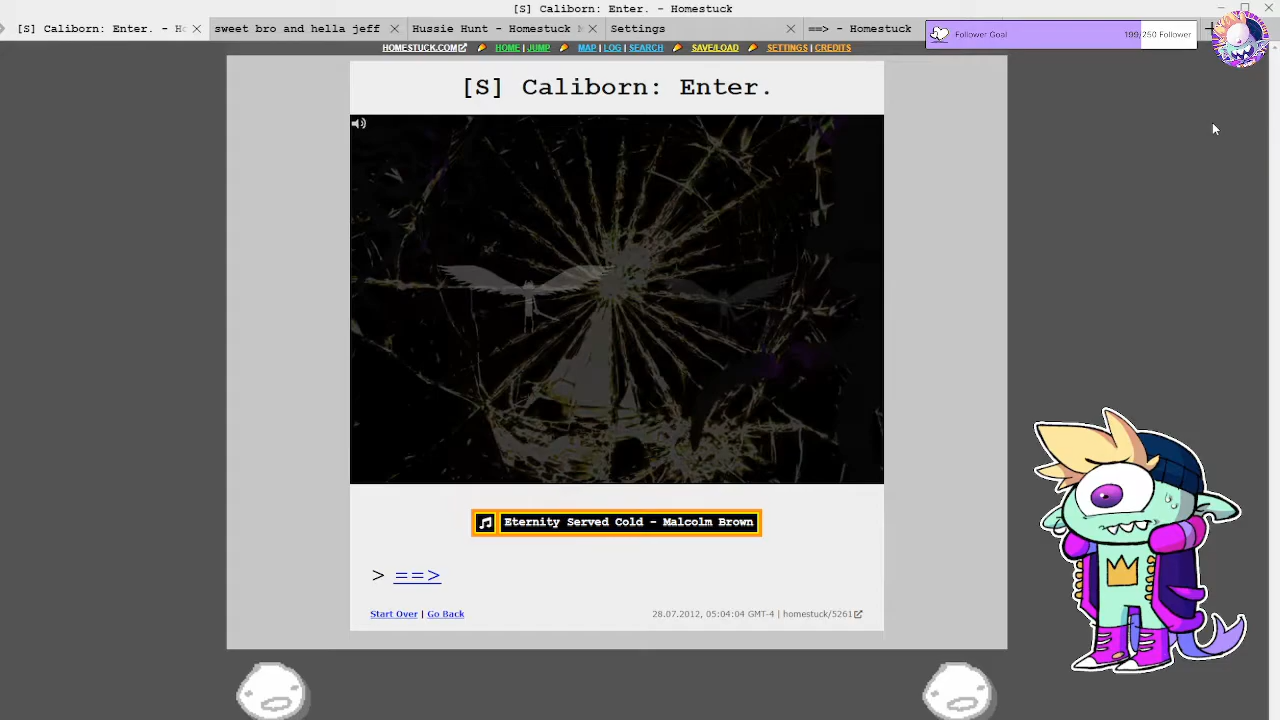 [S] Caliborn: Enter. - Homestuck
[S] Caliborn: Enter. - Ho
sweet bro and hella jeff
Hussie Hunt - Homestuck
Settings
==> - Homestuck
Follower Goal
199/250 Follower
HOMESTUCK.COM HOME | JUMP MAP | LOG | SEARCH SAVE/LOAD SETTINGS | CREDITS
[S] Caliborn: Enter.
Eternity Served Cold - Malcolm Brown
> ==>
Start Over | Go Back
28.07.2012, 05:04:04 GMT-4 | homestuck/5261